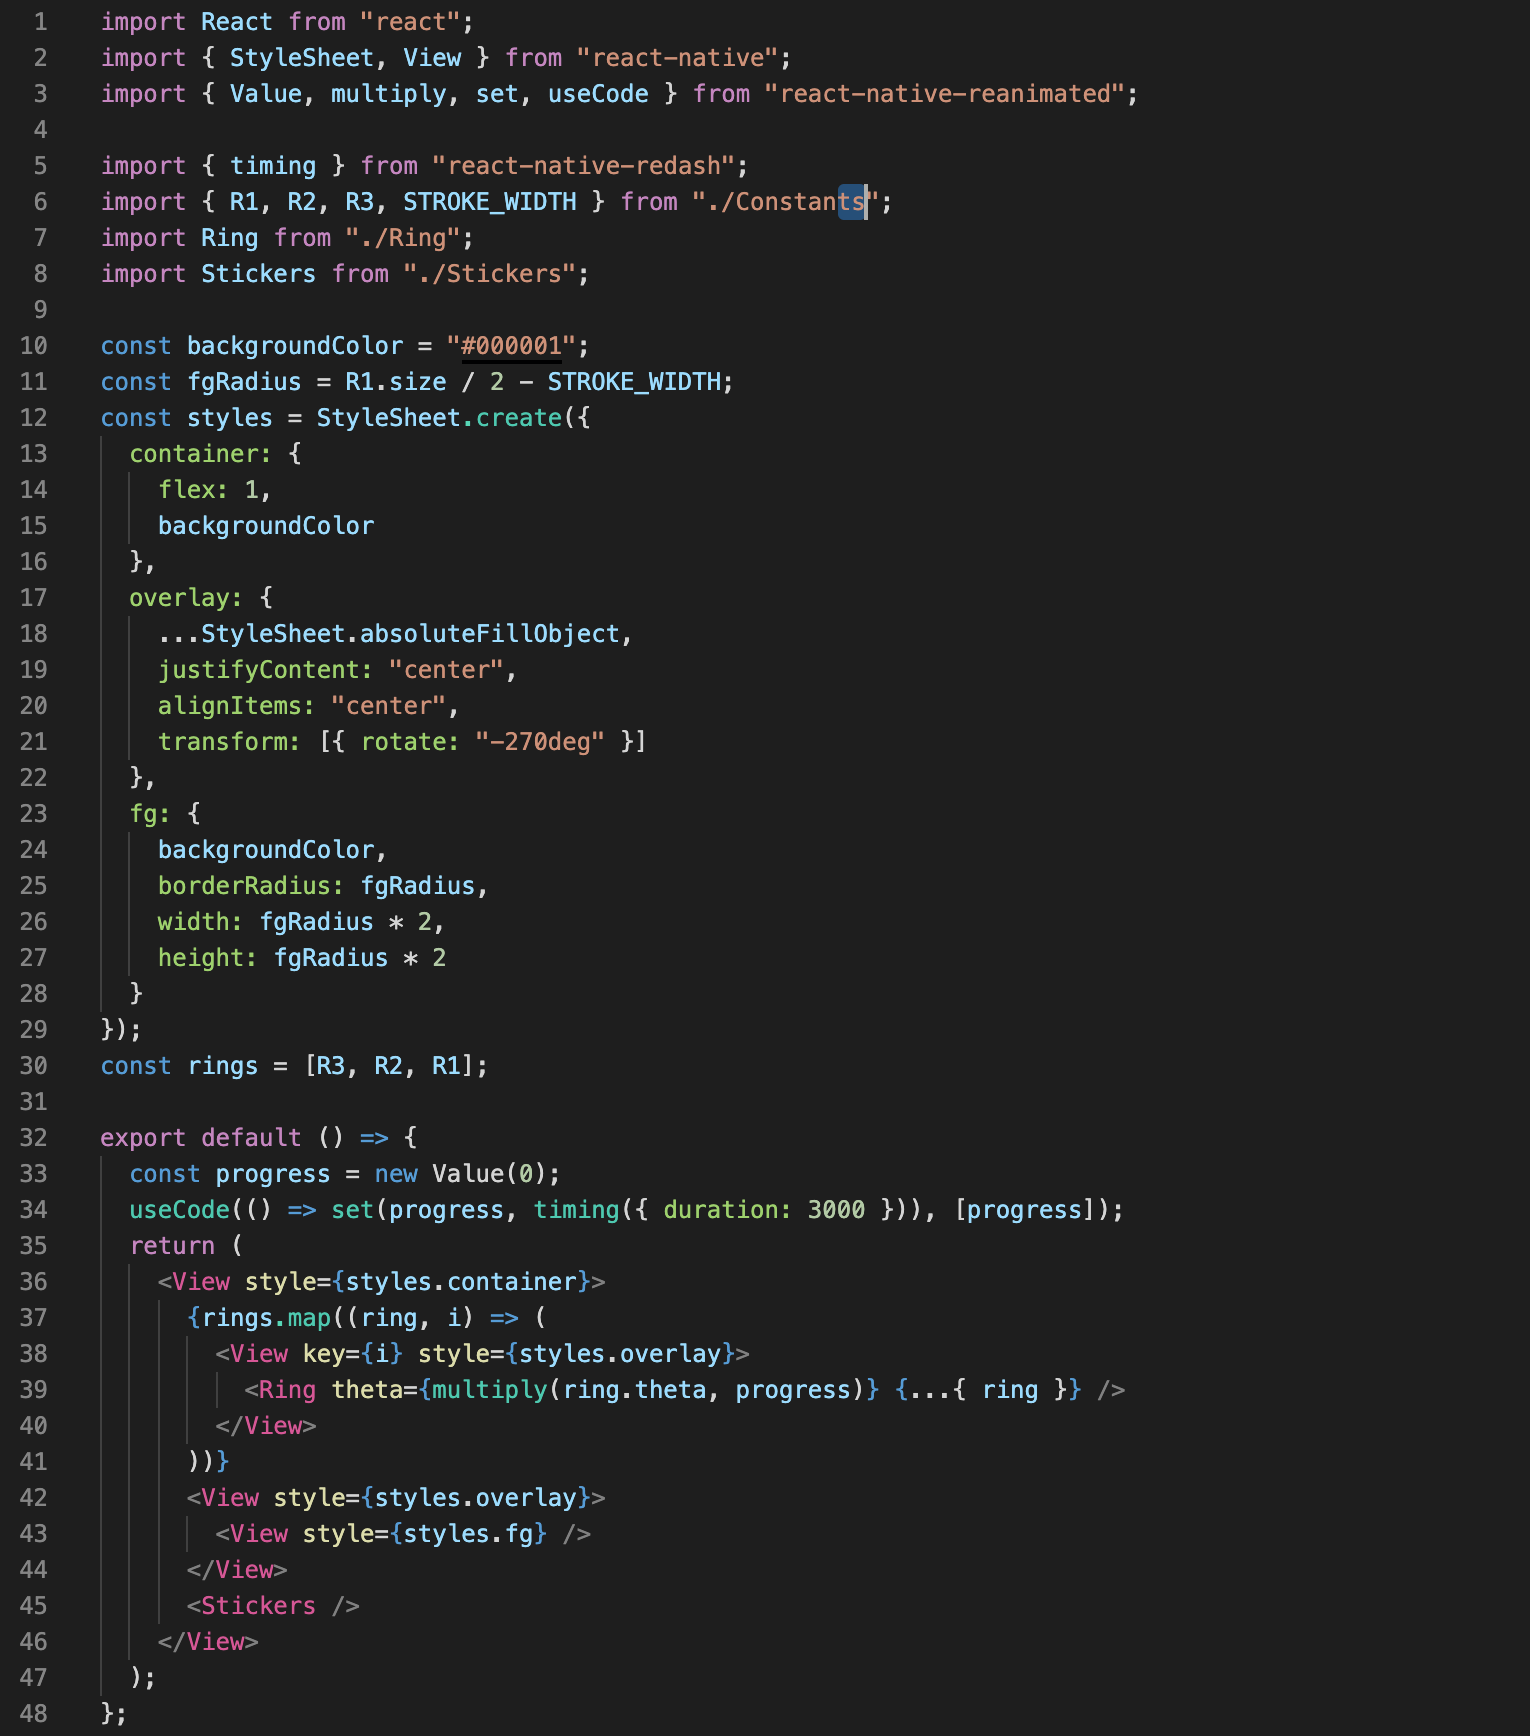 1 import React from "react";
2 import { StyleSheet, View } from "react-native";
3 import { Value, multiply, set, useCode } from "react-native-reanimated";
4
5 import { timing } from "react-native-redash";
6 import { R1, R2, R3, STROKE_WIDTH } from "./Constants";
7 import Ring from "./Ring";
8 import Stickers from "./Stickers";
9
10 const backgroundColor = "#000001";
11 const fgRadius = R1.size / 2 - STROKE_WIDTH;
12 const styles = StyleSheet.create({
13   container: {
14     flex: 1,
15     backgroundColor
16   },
17   overlay: {
18     ...StyleSheet.absoluteFillObject,
19     justifyContent: "center",
20     alignItems: "center",
21     transform: [{ rotate: "-270deg" }]
22   },
23   fg: {
24     backgroundColor,
25     borderRadius: fgRadius,
26     width: fgRadius * 2,
27     height: fgRadius * 2
28   }
29 });
30 const rings = [R3, R2, R1];
31
32 export default () => {
33   const progress = new Value(0);
34   useCode(() => set(progress, timing({ duration: 3000 })), [progress]);
35   return (
36     <View style={styles.container}>
37       {rings.map((ring, i) => (
38         <View key={i} style={styles.overlay}>
39           <Ring theta={multiply(ring.theta, progress)} {...{ ring }} />
40         </View>
41       ))}
42       <View style={styles.overlay}>
43         <View style={styles.fg} />
44       </View>
45       <Stickers />
46     </View>
47   );
48 };